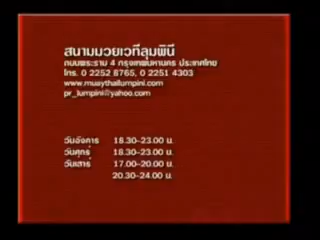 สนามมวยเวทีลุมพินี
ถนนพระราม 4 กรุงเทพมหานคร ประเทศไทย
โทร. 0 2252 8765, 0 2251 4303
www.muaythailumpini.com
pr_lumpini@yahoo.com
วันอังคาร 18.30-23.00 น.
วันศุกร์ 18.30-23.00 น.
วันเสาร์ 17.00-20.00 น.
20.30-24.00 น.